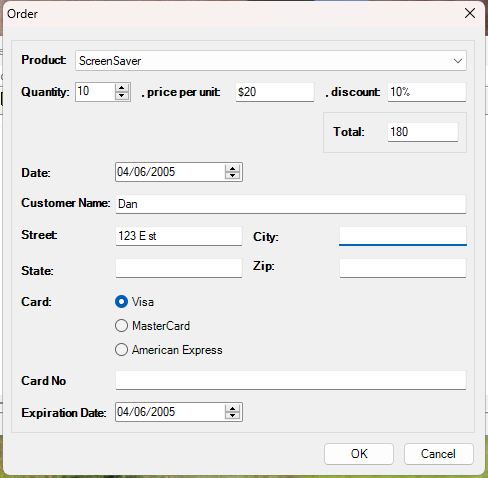 Order
Product: ScreenSaver
Quantity: 10 , price per unit: $20 , discount: 10%
Total: 180
Date: 04/06/2005
Customer Name: Dan
Street: 123 E st City:
State: Zip:
Card: Visa
MasterCard
American Express
Card No
Expiration Date: 04/06/2005
OK Cancel